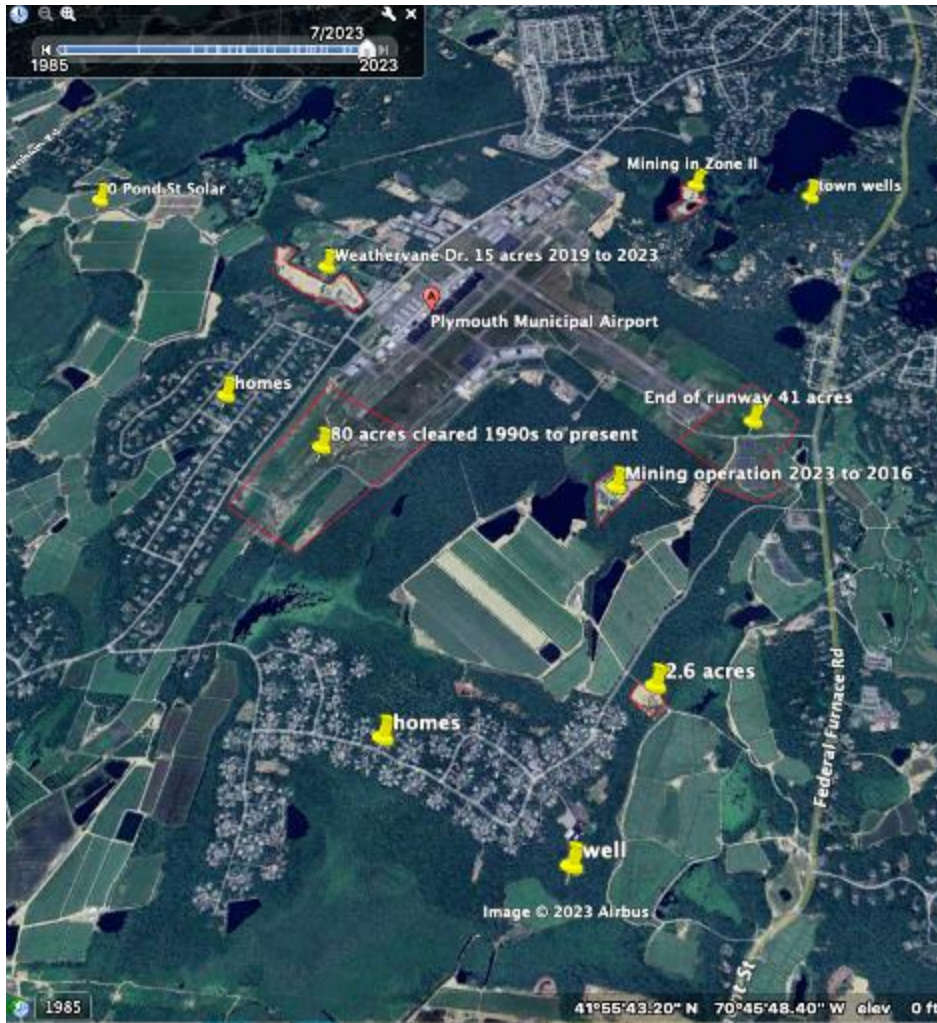 7/2023
1985
2023
0 Pond St Solar
Mining in Zone II
town wells
Weathervane Dr. 15 acres 2019 to 2023
Plymouth Municipal Airport
homes
End of runway 41 acres
80 acres cleared 1990s to present
Mining operation 2023 to 2016
2.6 acres
homes
Federal Furnace Rd
well
Image © 2023 Airbus
1985
41°55'43.20" N 70°45'48.40" W elev 0 ft